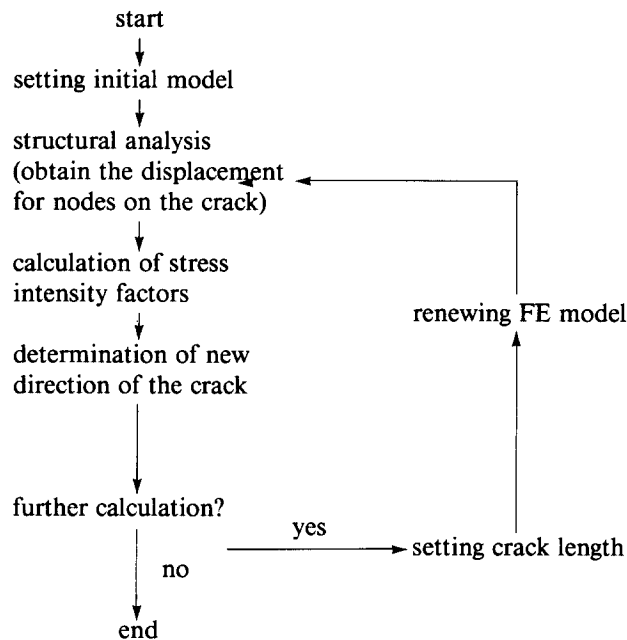 start
setting initial model
structural analysis
(obtain the displacement
for nodes on the crack)
calculation of stress
intensity factors
renewing FE model
determination of new
direction of the crack
further calculation?
yes
setting crack length
no
end